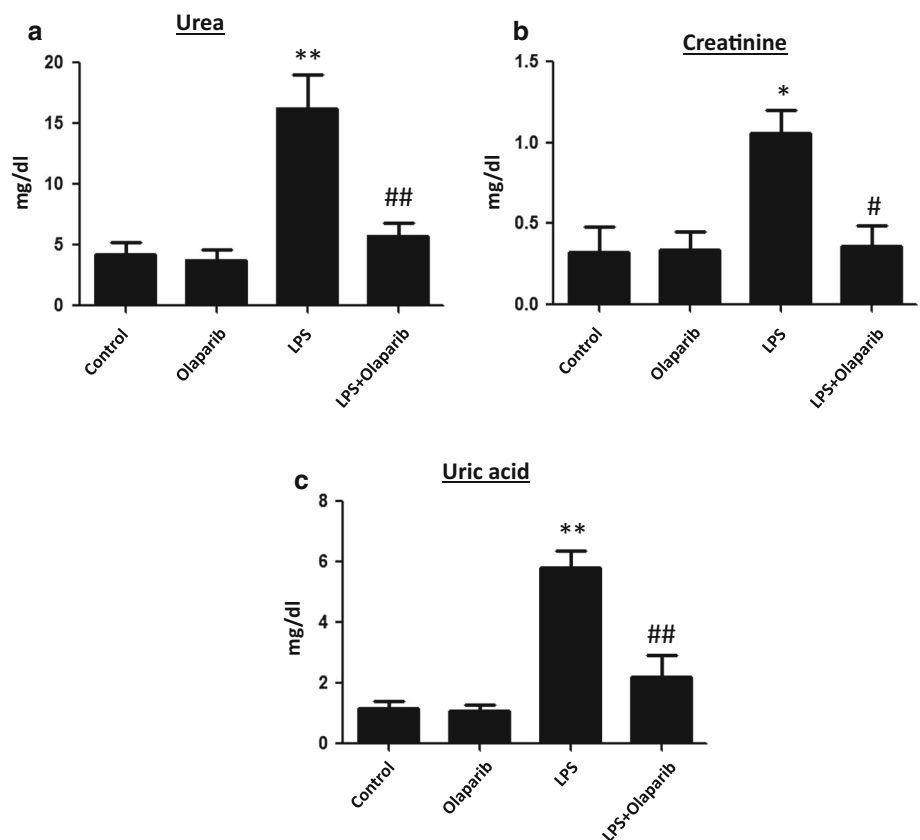 a
Urea
mg/dl
20
15
10
5
0
**
##
Control
Olaparib
LPS
LPS+Olaparib
b
Creatinine
mg/dl
1.5
1.0
0.5
0.0
*
#
Control
Olaparib
LPS
LPS+Olaparib
c
Uric acid
mg/dl
8
6
4
2
0
**
##
Control
Olaparib
LPS
LPS+Olaparib